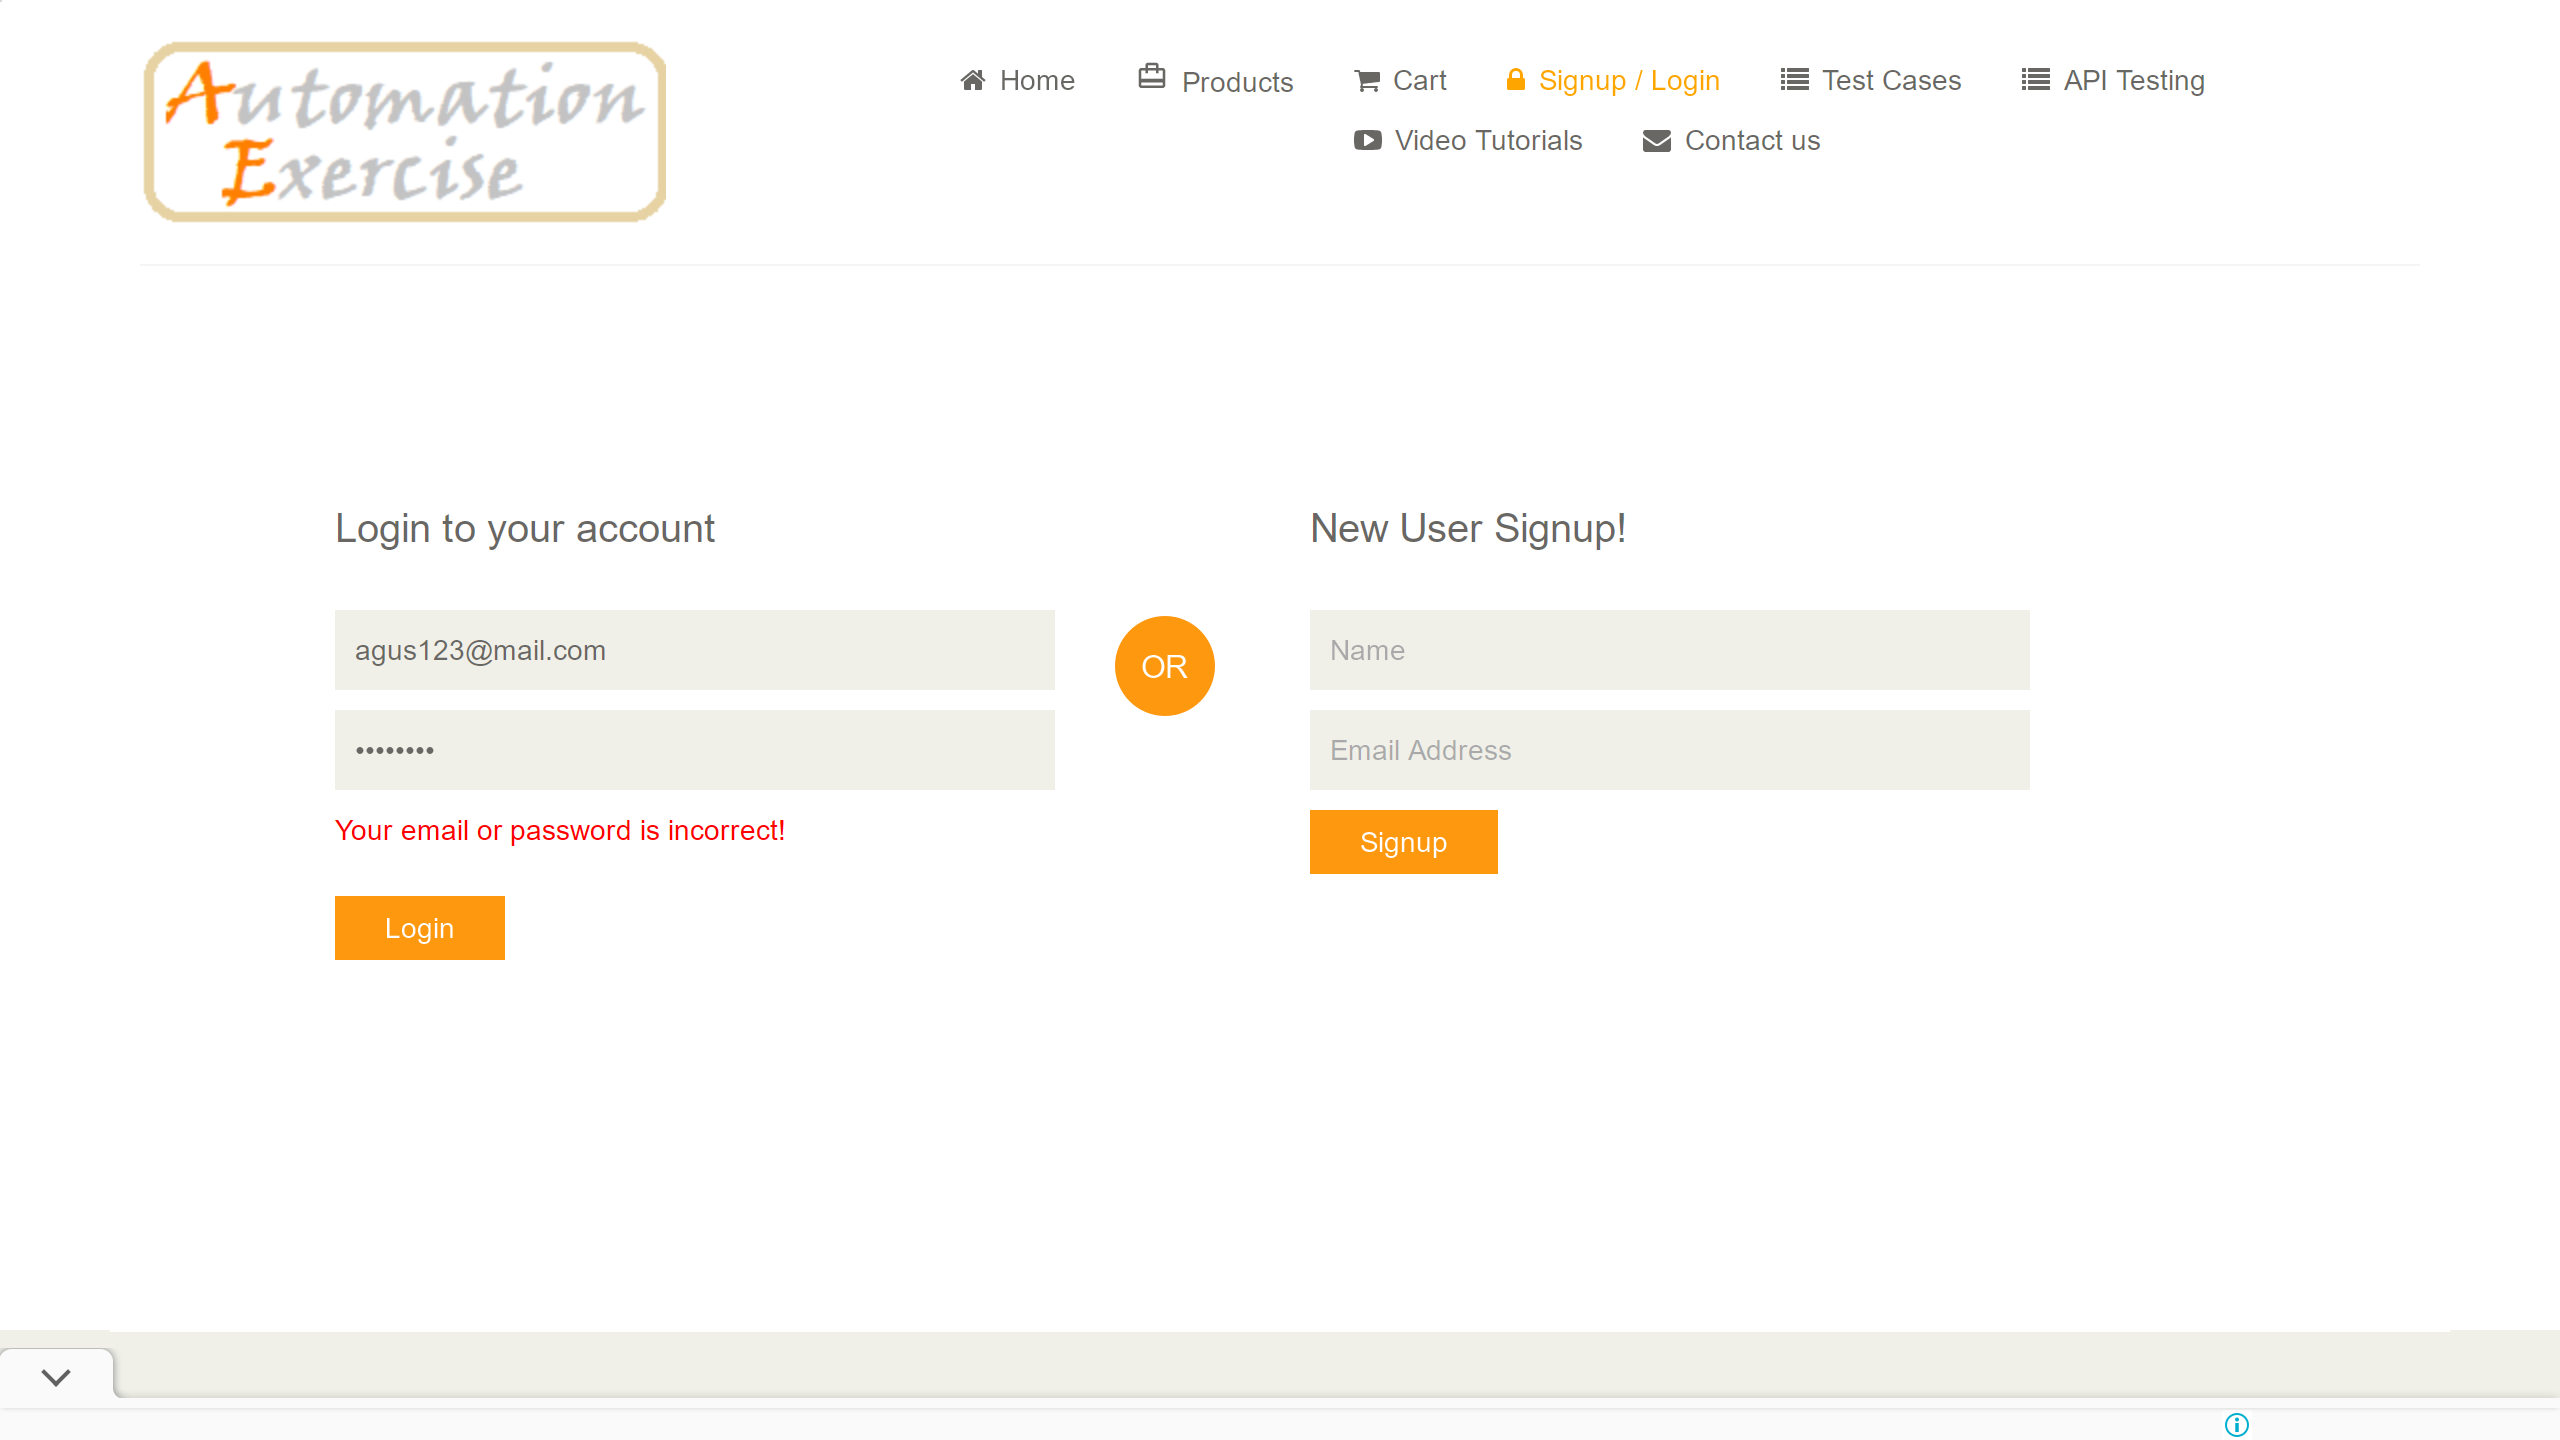 Automation
Exercise
Home
Products
Cart
Signup / Login
Test Cases
API Testing
Video Tutorials
Contact us
Login to your account
agus123@mail.com
••••••••
Your email or password is incorrect!
Login
OR
New User Signup!
Name
Email Address
Signup